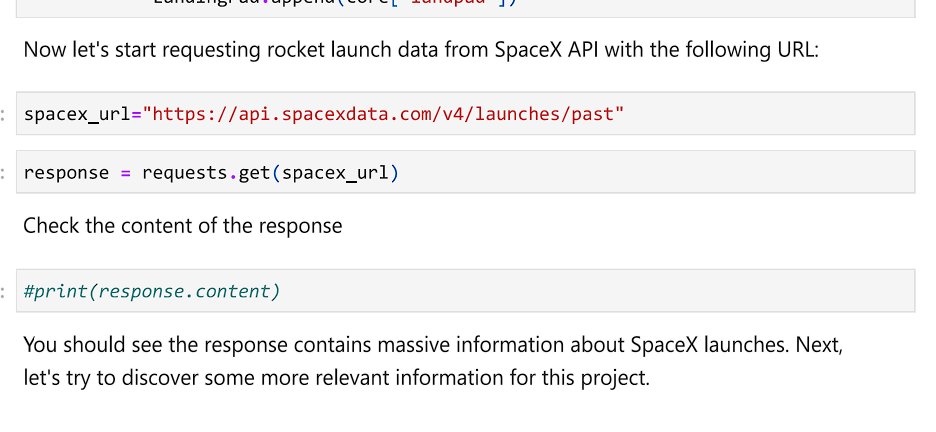 LandingPad.append(core['landpad'])
Now let's start requesting rocket launch data from SpaceX API with the following URL:
: spacex_url="https://api.spacexdata.com/v4/launches/past"
: response = requests.get(spacex_url)
Check the content of the response
: #print(response.content)
You should see the response contains massive information about SpaceX launches. Next,
let's try to discover some more relevant information for this project.